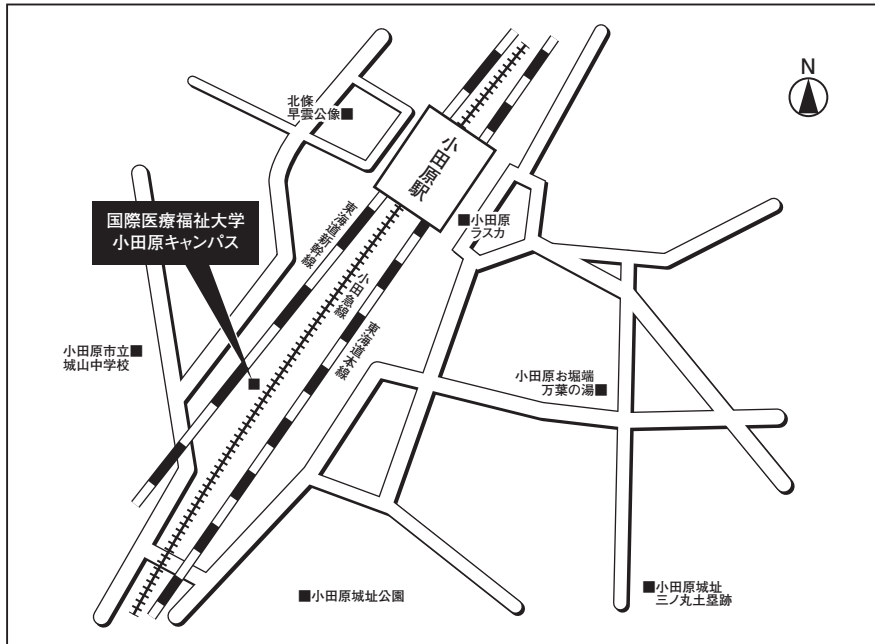 N
北條
早雲公像■
小田原駅
■小田原
ラスカ
国際医療福祉大学
小田原キャンパス
東海道新幹線
小田急線
東海道本線
小田原市立■
城山中学校
小田原お堀端
万葉の湯■
■小田原城址公園
■小田原城址
三ノ丸土塁跡